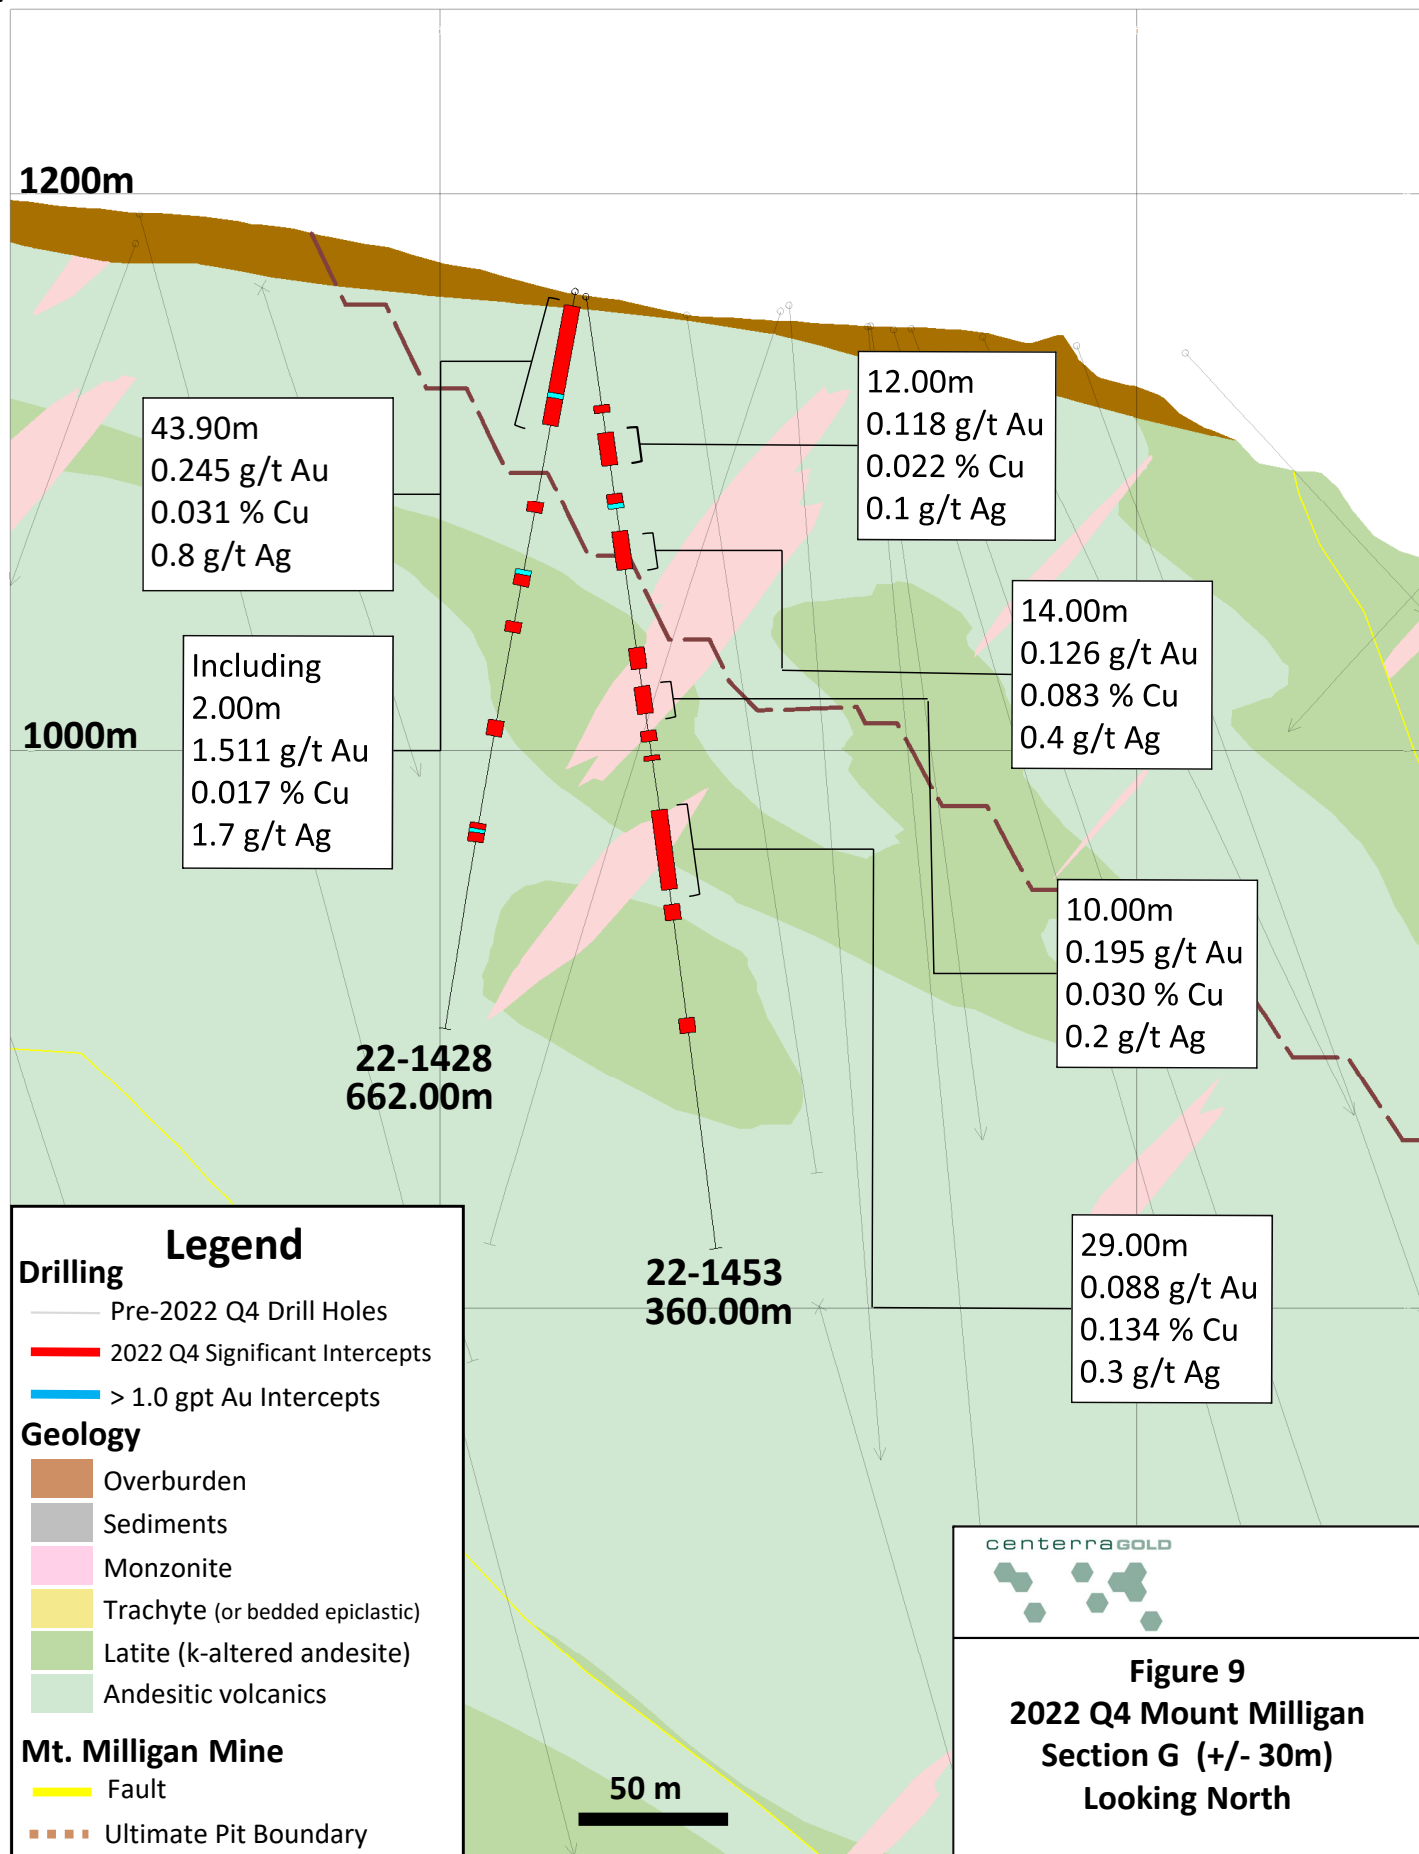 1200m
43.90m
0.245 g/t Au
0.031 % Cu
0.8 g/t Ag
12.00m
0.118 g/t Au
0.022 % Cu
0.1 g/t Ag
14.00m
0.126 g/t Au
0.083 % Cu
0.4 g/t Ag
Including
2.00m
1.511 g/t Au
0.017 % Cu
1.7 g/t Ag
1000m
10.00m
0.195 g/t Au
0.030 % Cu
0.2 g/t Ag
22-1428
662.00m
22-1453
360.00m
29.00m
0.088 g/t Au
0.134 % Cu
0.3 g/t Ag
Legend
Drilling
Pre-2022 Q4 Drill Holes
2022 Q4 Significant Intercepts
> 1.0 gpt Au Intercepts
Geology
Overburden
Sediments
Monzonite
Trachyte (or bedded epiclastic)
Latite (k-altered andesite)
Andesitic volcanics
Mt. Milligan Mine
Fault
Ultimate Pit Boundary
50 m
centerraGOLD
Figure 9
2022 Q4 Mount Milligan
Section G (+/- 30m)
Looking North